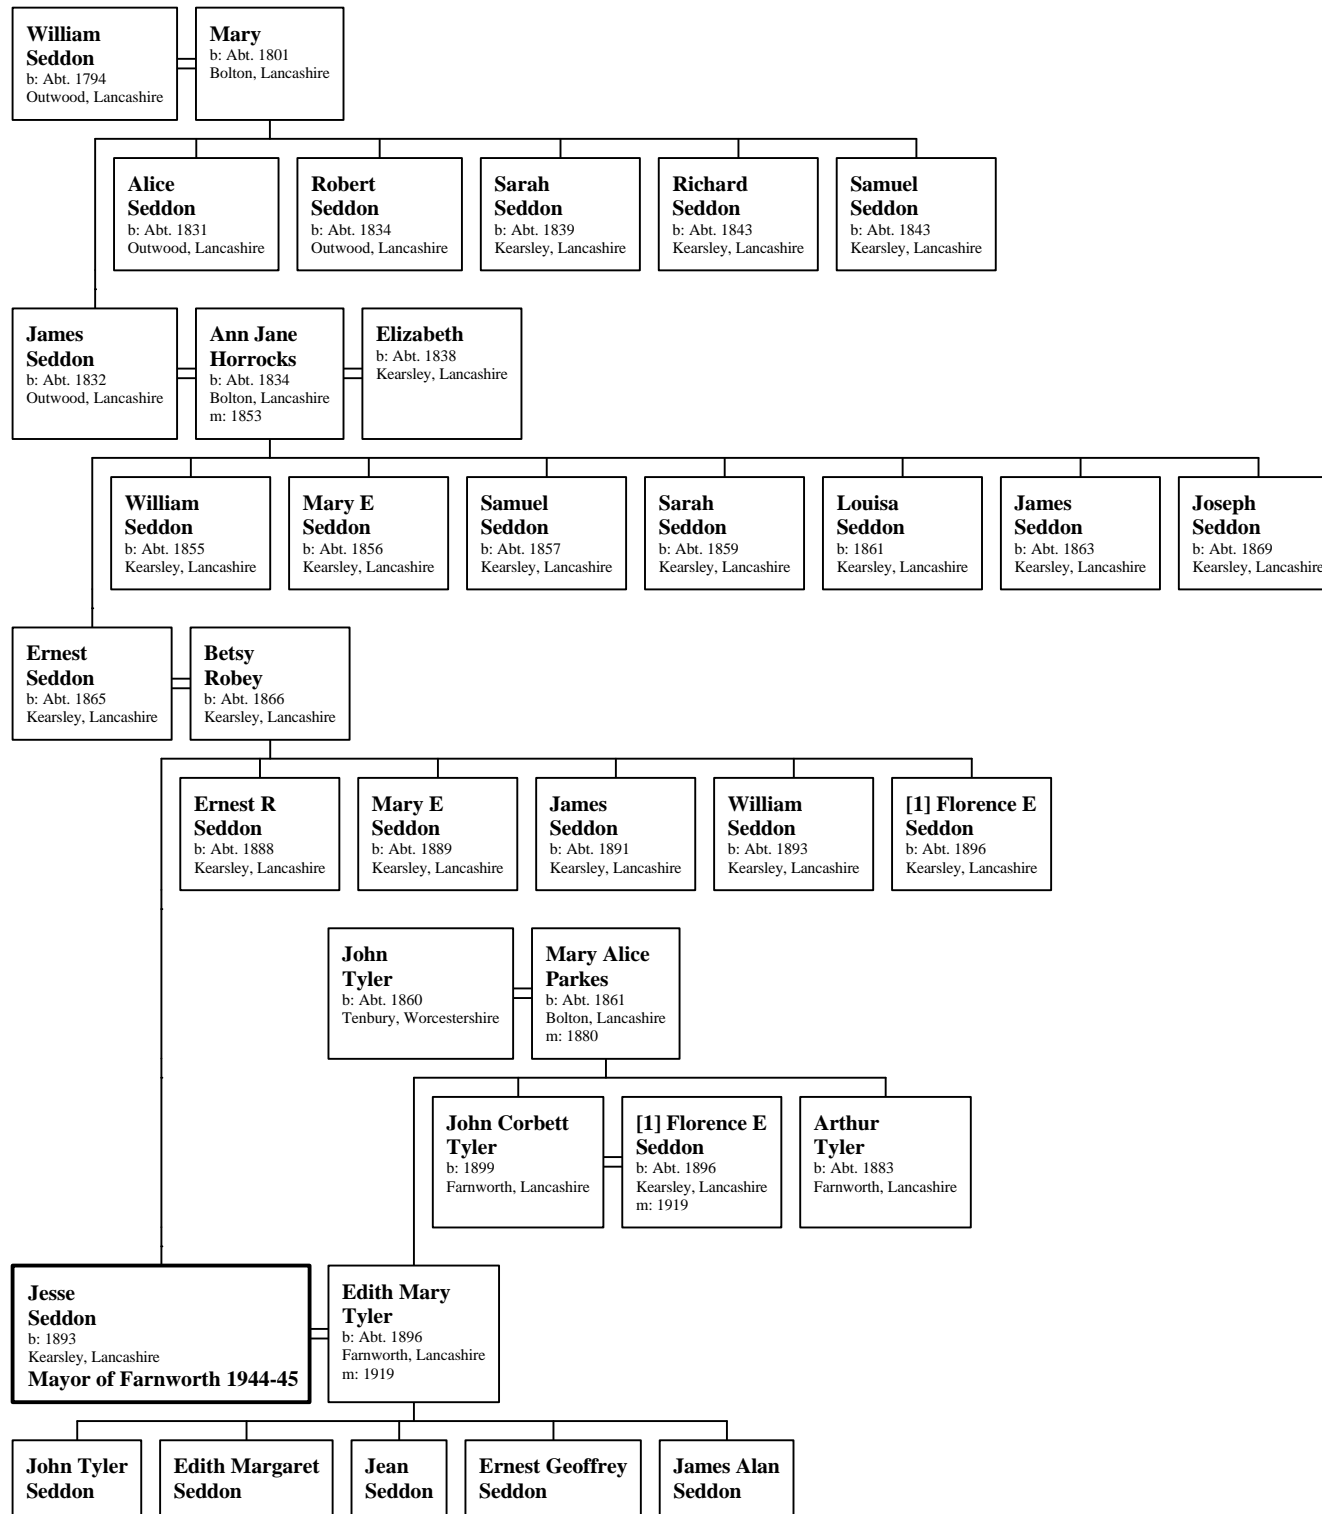 William
Seddon
b: Abt. 1794
Outwood, Lancashire
Mary
b: Abt. 1801
Bolton, Lancashire
Alice
Seddon
b: Abt. 1831
Outwood, Lancashire
Robert
Seddon
b: Abt. 1834
Outwood, Lancashire
Sarah
Seddon
b: Abt. 1839
Kearsley, Lancashire
Richard
Seddon
b: Abt. 1843
Kearsley, Lancashire
Samuel
Seddon
b: Abt. 1843
Kearsley, Lancashire
James
Seddon
b: Abt. 1832
Outwood, Lancashire
Ann Jane
Horrocks
b: Abt. 1834
Bolton, Lancashire
m: 1853
Elizabeth
b: Abt. 1838
Kearsley, Lancashire
William
Seddon
b: Abt. 1855
Kearsley, Lancashire
Mary E
Seddon
b: Abt. 1856
Kearsley, Lancashire
Samuel
Seddon
b: Abt. 1857
Kearsley, Lancashire
Sarah
Seddon
b: Abt. 1859
Kearsley, Lancashire
Louisa
Seddon
b: 1861
Kearsley, Lancashire
James
Seddon
b: Abt. 1863
Kearsley, Lancashire
Joseph
Seddon
b: Abt. 1869
Kearsley, Lancashire
Ernest
Seddon
b: Abt. 1865
Kearsley, Lancashire
Betsy
Robey
b: Abt. 1866
Kearsley, Lancashire
Ernest R
Seddon
b: Abt. 1888
Kearsley, Lancashire
Mary E
Seddon
b: Abt. 1889
Kearsley, Lancashire
James
Seddon
b: Abt. 1891
Kearsley, Lancashire
William
Seddon
b: Abt. 1893
Kearsley, Lancashire
[1] Florence E
Seddon
b: Abt. 1896
Kearsley, Lancashire
John
Tyler
b: Abt. 1860
Tenbury, Worcestershire
Mary Alice
Parkes
b: Abt. 1861
Bolton, Lancashire
m: 1880
John Corbett
Tyler
b: 1899
Farnworth, Lancashire
[1] Florence E
Seddon
b: Abt. 1896
Kearsley, Lancashire
m: 1919
Arthur
Tyler
b: Abt. 1883
Farnworth, Lancashire
Jesse
Seddon
b: 1893
Kearsley, Lancashire
Mayor of Farnworth 1944-45
Edith Mary
Tyler
b: Abt. 1896
Farnworth, Lancashire
m: 1919
John Tyler
Seddon
Edith Margaret
Seddon
Jean
Seddon
Ernest Geoffrey
Seddon
James Alan
Seddon